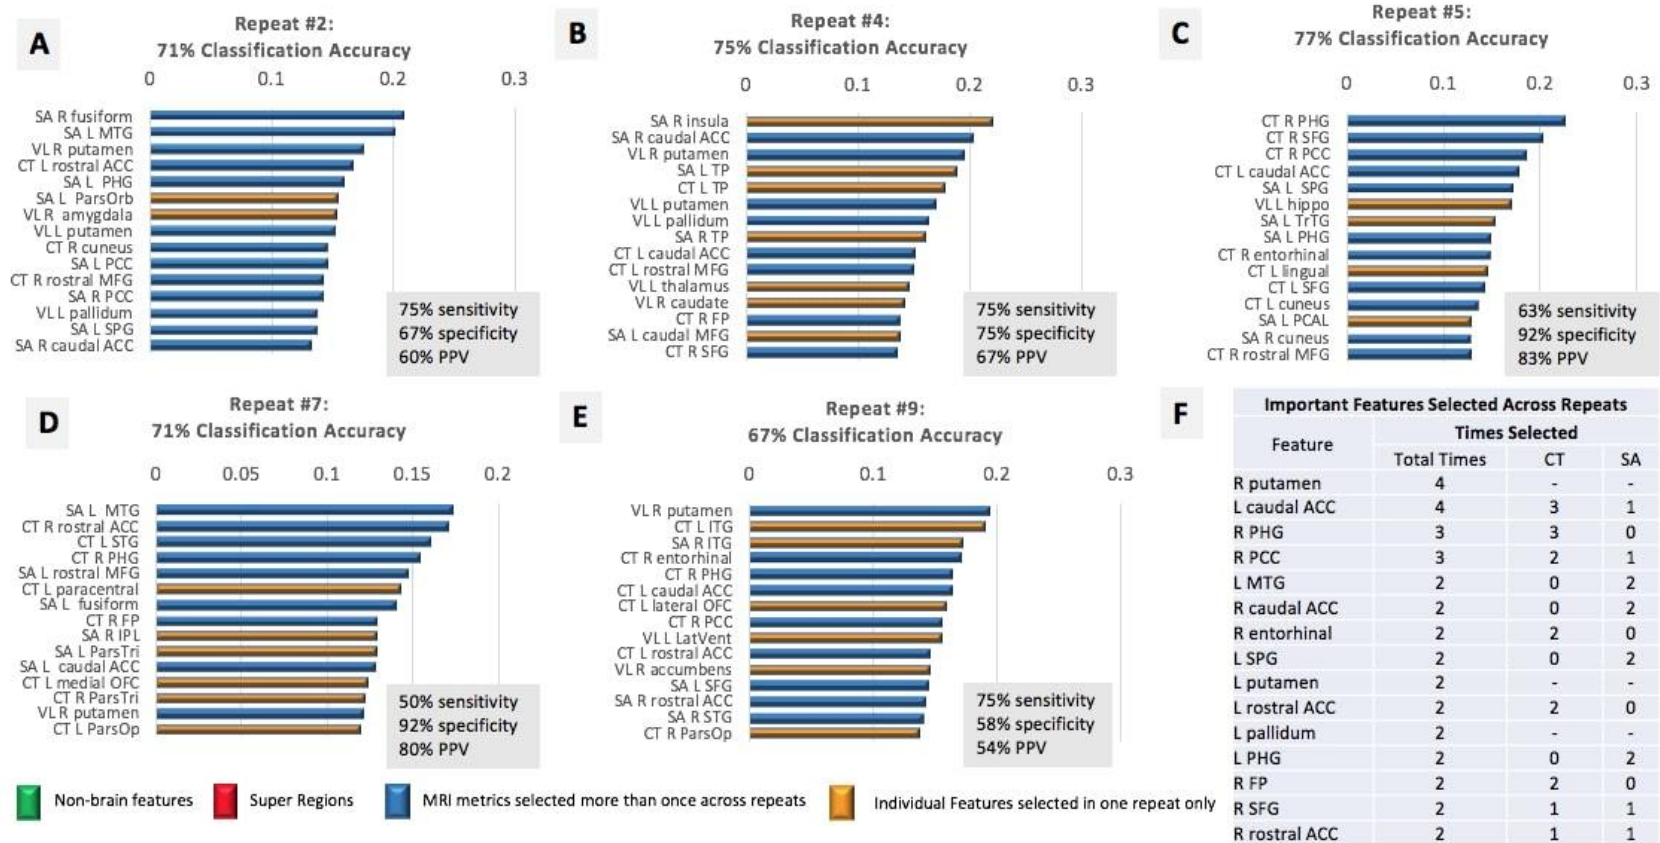 A
Repeat #2:
71% Classification Accuracy
0 0.1 0.2 0.3
SA R fusiform
SA L MTG
VL R putamen
CT L rostral ACC
SA L PHG
SA L ParsOrb
VL R amygdala
VL L putamen
CT R cuneus
SA L PCC
CT R rostral MFG
SA R PCC
VL L pallidum
SA L SPG
SA R caudal ACC
75% sensitivity
67% specificity
60% PPV
B
Repeat #4:
75% Classification Accuracy
0 0.1 0.2 0.3
SA R insula
SA R caudal ACC
VL R putamen
SA L TP
CT L TP
VL L putamen
VL L pallidum
SA R TP
CT L caudal ACC
CT L rostral MFG
VL L thalamus
VL R caudate
CT R FP
SA L caudal MFG
CT R SFG
75% sensitivity
75% specificity
67% PPV
C
Repeat #5:
77% Classification Accuracy
0 0.1 0.2 0.3
CT R PHG
CT R SFG
CT R PCC
CT L caudal ACC
SA L SPG
VL L hippo
SA L TrTG
SA L PHG
CT R entorhinal
CT L lingual
CT L SFG
CT L cuneus
SA L PCAL
SA R cuneus
CT R rostral MFG
63% sensitivity
92% specificity
83% PPV
D
Repeat #7:
71% Classification Accuracy
0 0.05 0.1 0.15 0.2
SA L MTG
CT R rostral ACC
CT L STG
CT R PHG
SA L rostral MFG
CT L paracentral
SA L fusiform
CT R FP
SA R IPL
SA L ParsTri
SA L caudal ACC
CT L medial OFC
CT R ParsTri
VL R putamen
CT L ParsOp
50% sensitivity
92% specificity
80% PPV
E
Repeat #9:
67% Classification Accuracy
0 0.1 0.2 0.3
VL R putamen
CT L ITG
SA R ITG
CT R entorhinal
CT R PHG
CT L caudal ACC
CT L lateral OFC
CT R PCC
VL L LatVent
CT L rostral ACC
VL R accumbens
SA L SFG
SA R rostral ACC
SA R STG
CT R ParsOp
75% sensitivity
58% specificity
54% PPV
F
Important Features Selected Across Repeats
Feature Times Selected
Total Times CT SA
R putamen 4 - -
L caudal ACC 4 3 1
R PHG 3 3 0
R PCC 3 2 1
L MTG 2 0 2
R caudal ACC 2 0 2
R entorhinal 2 2 0
L SPG 2 0 2
L putamen 2 - -
L rostral ACC 2 2 0
L pallidum 2 - -
L PHG 2 0 2
R FP 2 2 0
R SFG 2 1 1
R rostral ACC 2 1 1
Non-brain features
Super Regions
MRI metrics selected more than once across repeats
Individual Features selected in one repeat only